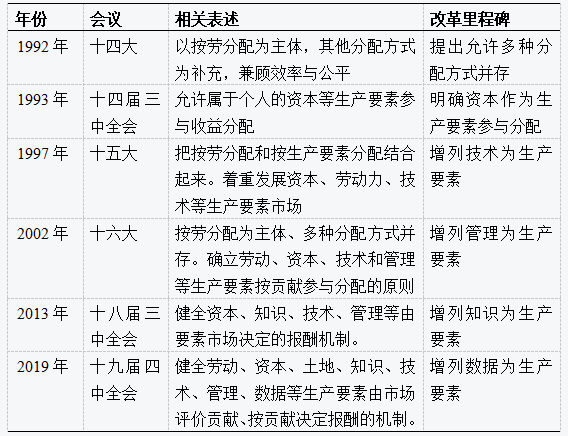 年份 会议 相关表述 改革里程碑
1992 年 十四大 以按劳分配为主体，其他分配方式 提出允许多种分
为补充，兼顾效率与公平 配方式并存
1993 年 十四届三 允许属于个人的资本等生产要素参 明确资本作为生
中全会 与收益分配 产要素参与分配
1997 年 十五大 把按劳分配和按生产要素分配结合 增列技术为生产
起来。着重发展资本、劳动力、技 要素
术等生产要素市场
2002 年 十六大 按劳分配为主体、多种分配方式并 增列管理为生产
存。确立劳动、资本、技术和管理 要素
等生产要素按贡献参与分配的原则
2013 年 十八届三 健全资本、知识、技术、管理等由 增列知识为生产
中全会 要素市场决定的报酬机制。 要素
2019 年 十九届四 健全劳动、资本、土地、知识、技 增列数据为生产
中全会 术、管理、数据等生产要素由市场 要素
评价贡献、按贡献决定报酬的机制。